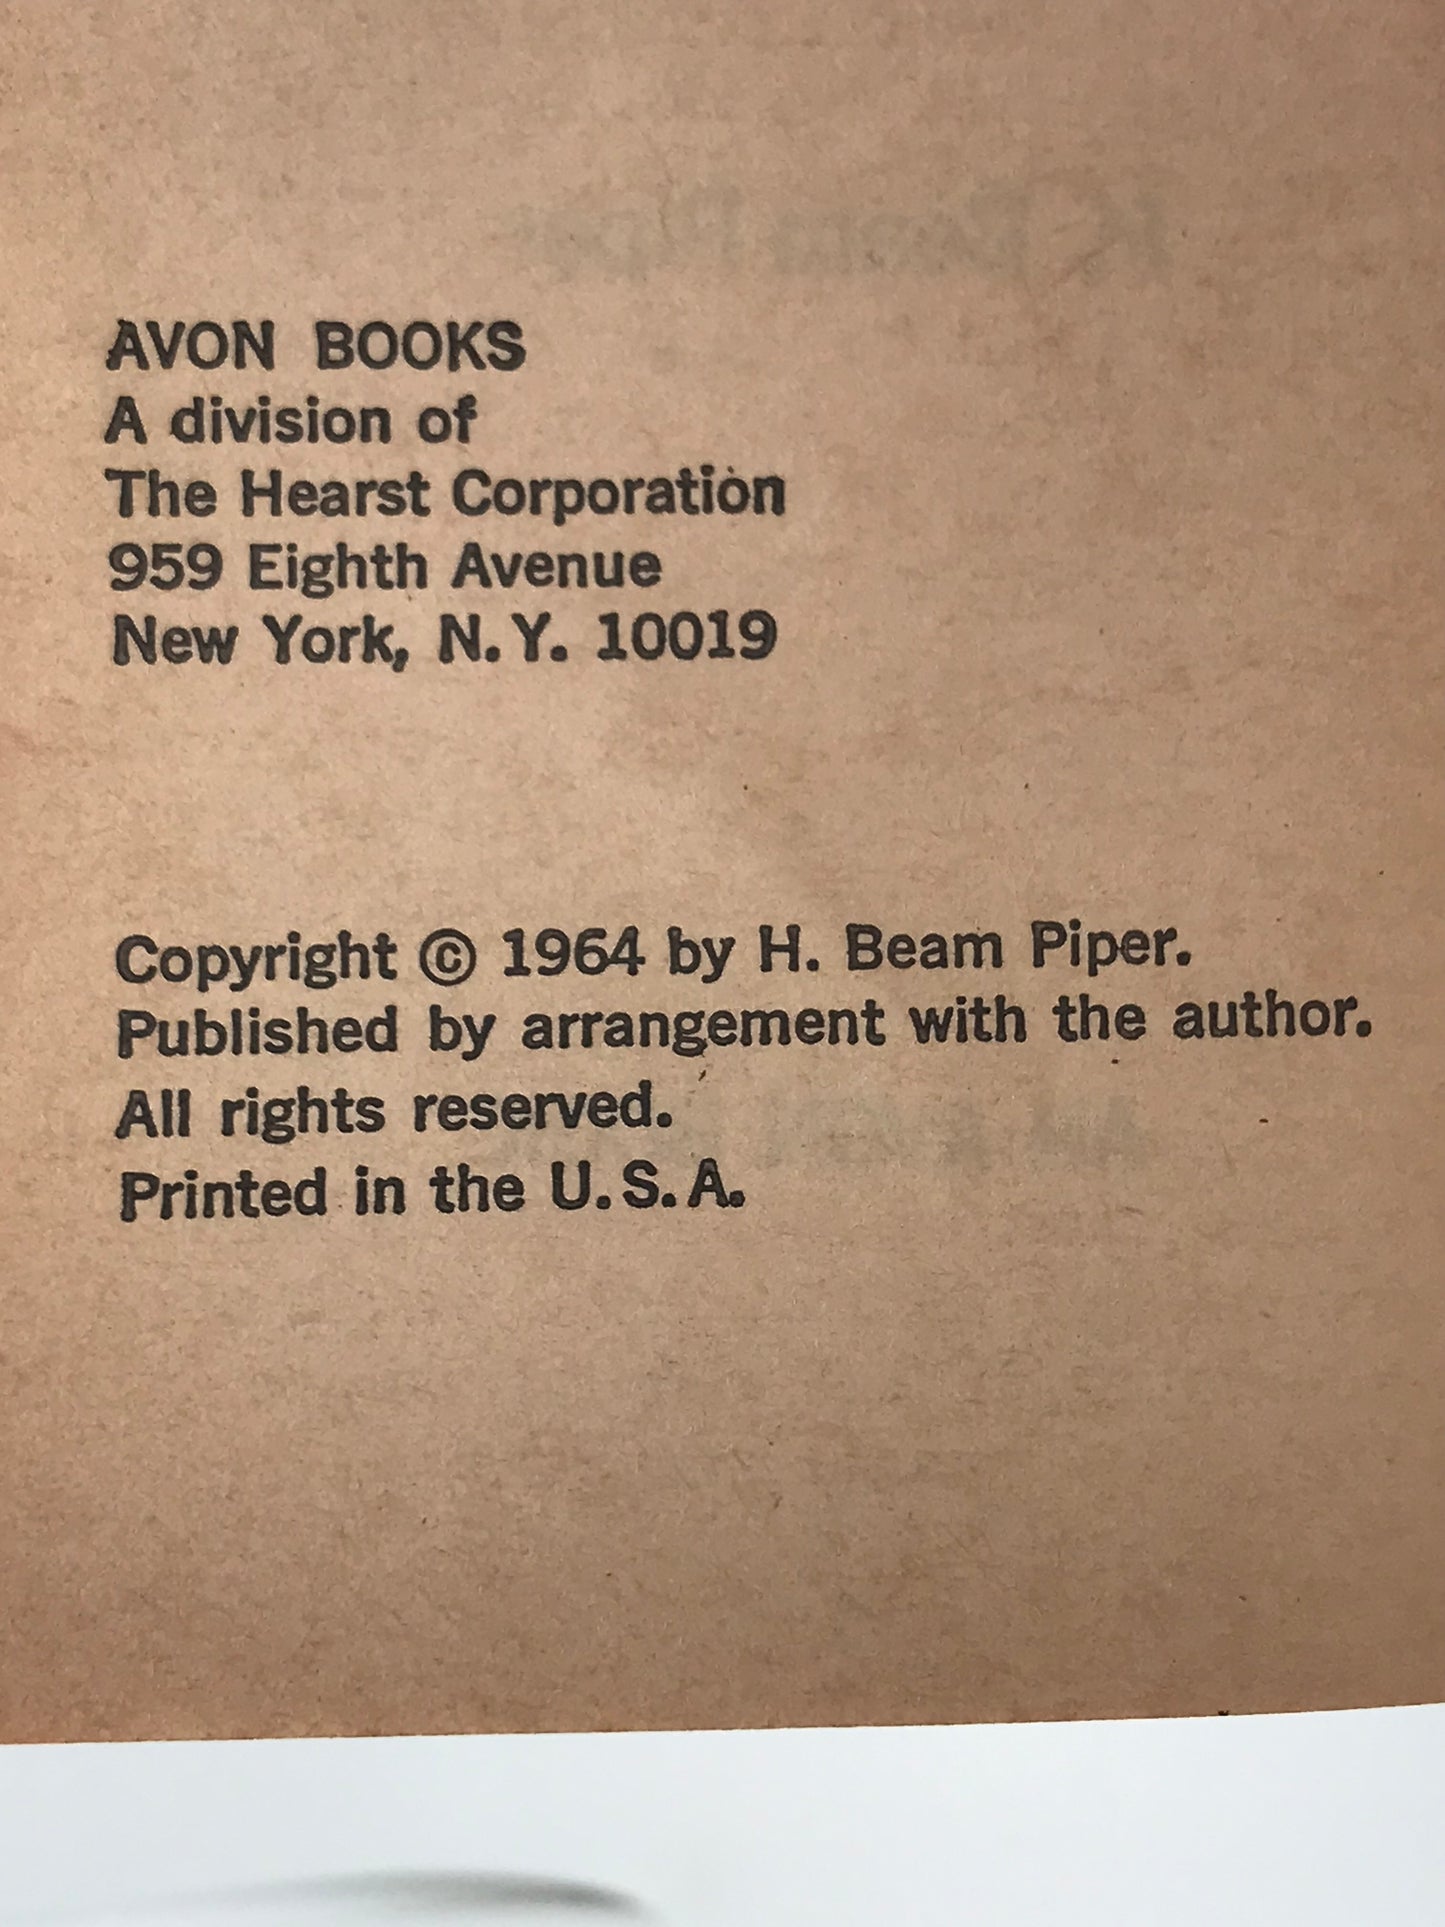 AVON BOOKS
A division of
The Hearst Corporation
959 Eighth Avenue
New York, N.Y. 10019
Copyright © 1964 by H. Beam Piper.
Published by arrangement with the author.
All rights reserved.
Printed in the U.S.A.